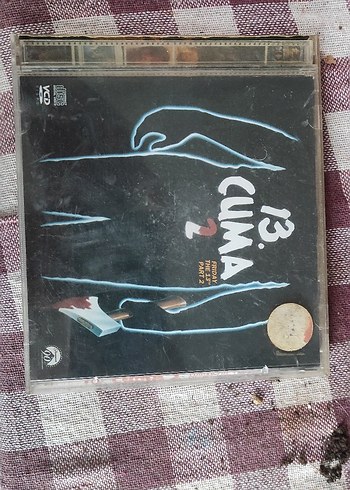 13.
CUMA
2
FRIDAY
THE 13TH
PART 2
VCD